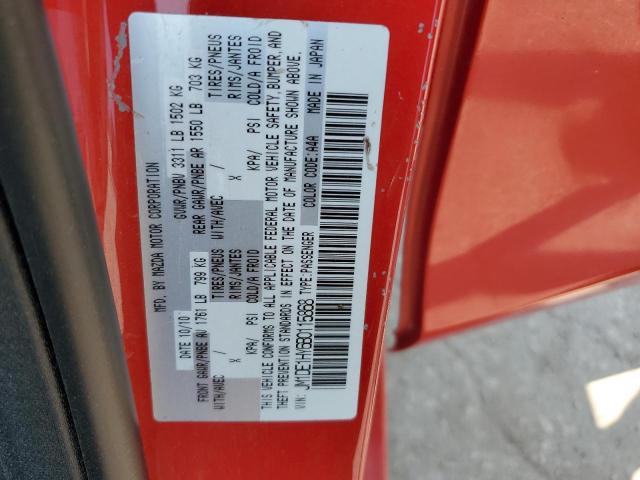 MFD. BY MAZDA MOTOR CORPORATION
DATE 10/10 GVWR/PNBV 3311 LB 1502 KG
FRONT GAWR/PNBE AV 1761 LB 799 KG REAR GAWR/PNBE AR 1550 LB 703 KG
WITH/AVEC TIRES/PNEUS WITH/AVEC TIRES/PNEUS
X RIMS/JANTES X RIMS/JANTES
KPA/ PSI COLD/A FROID KPA/ PSI COLD/A FROID
THIS VEHICLE CONFORMS TO ALL APPLICABLE FEDERAL MOTOR VEHICLE SAFETY, BUMPER, AND
THEFT PREVENTION STANDARDS IN EFFECT ON THE DATE OF MANUFACTURE SHOWN ABOVE.
VIN: JM1DE1HV6B0115868 TYPE:PASSENGER COLOR CODE:A4A MADE IN JAPAN